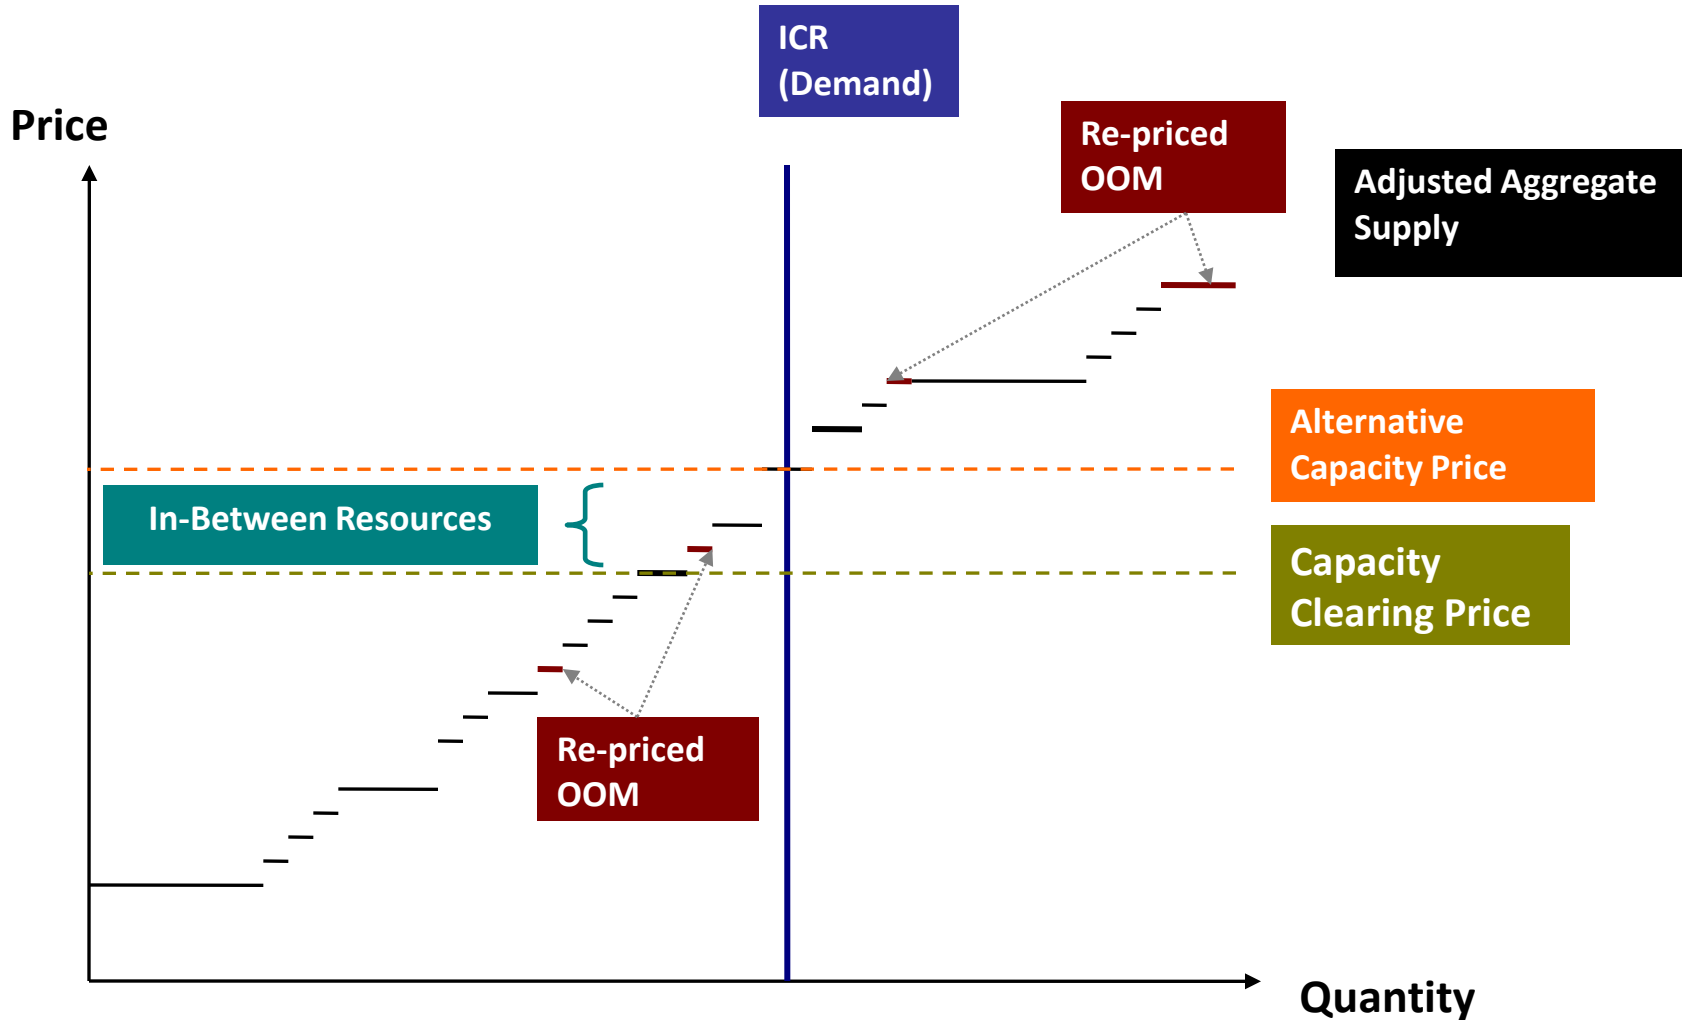 ICR
(Demand)
Price
Re-priced
OOM
Adjusted Aggregate
Supply
Alternative
Capacity Price
In-Between Resources
Capacity
Clearing Price
Re-priced
OOM
Quantity